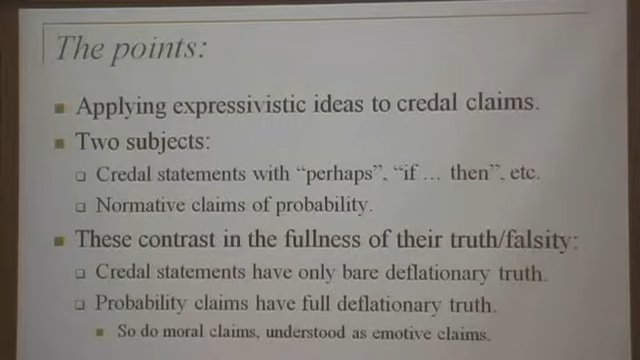 The points:
Applying expressivistic ideas to credal claims.
Two subjects:
Credal statements with “perhaps”, “if ... then”, etc.
Normative claims of probability.
These contrast in the fullness of their truth/falsity:
Credal statements have only bare deflationary truth.
Probability claims have full deflationary truth.
So do moral claims, understood as emotive claims.